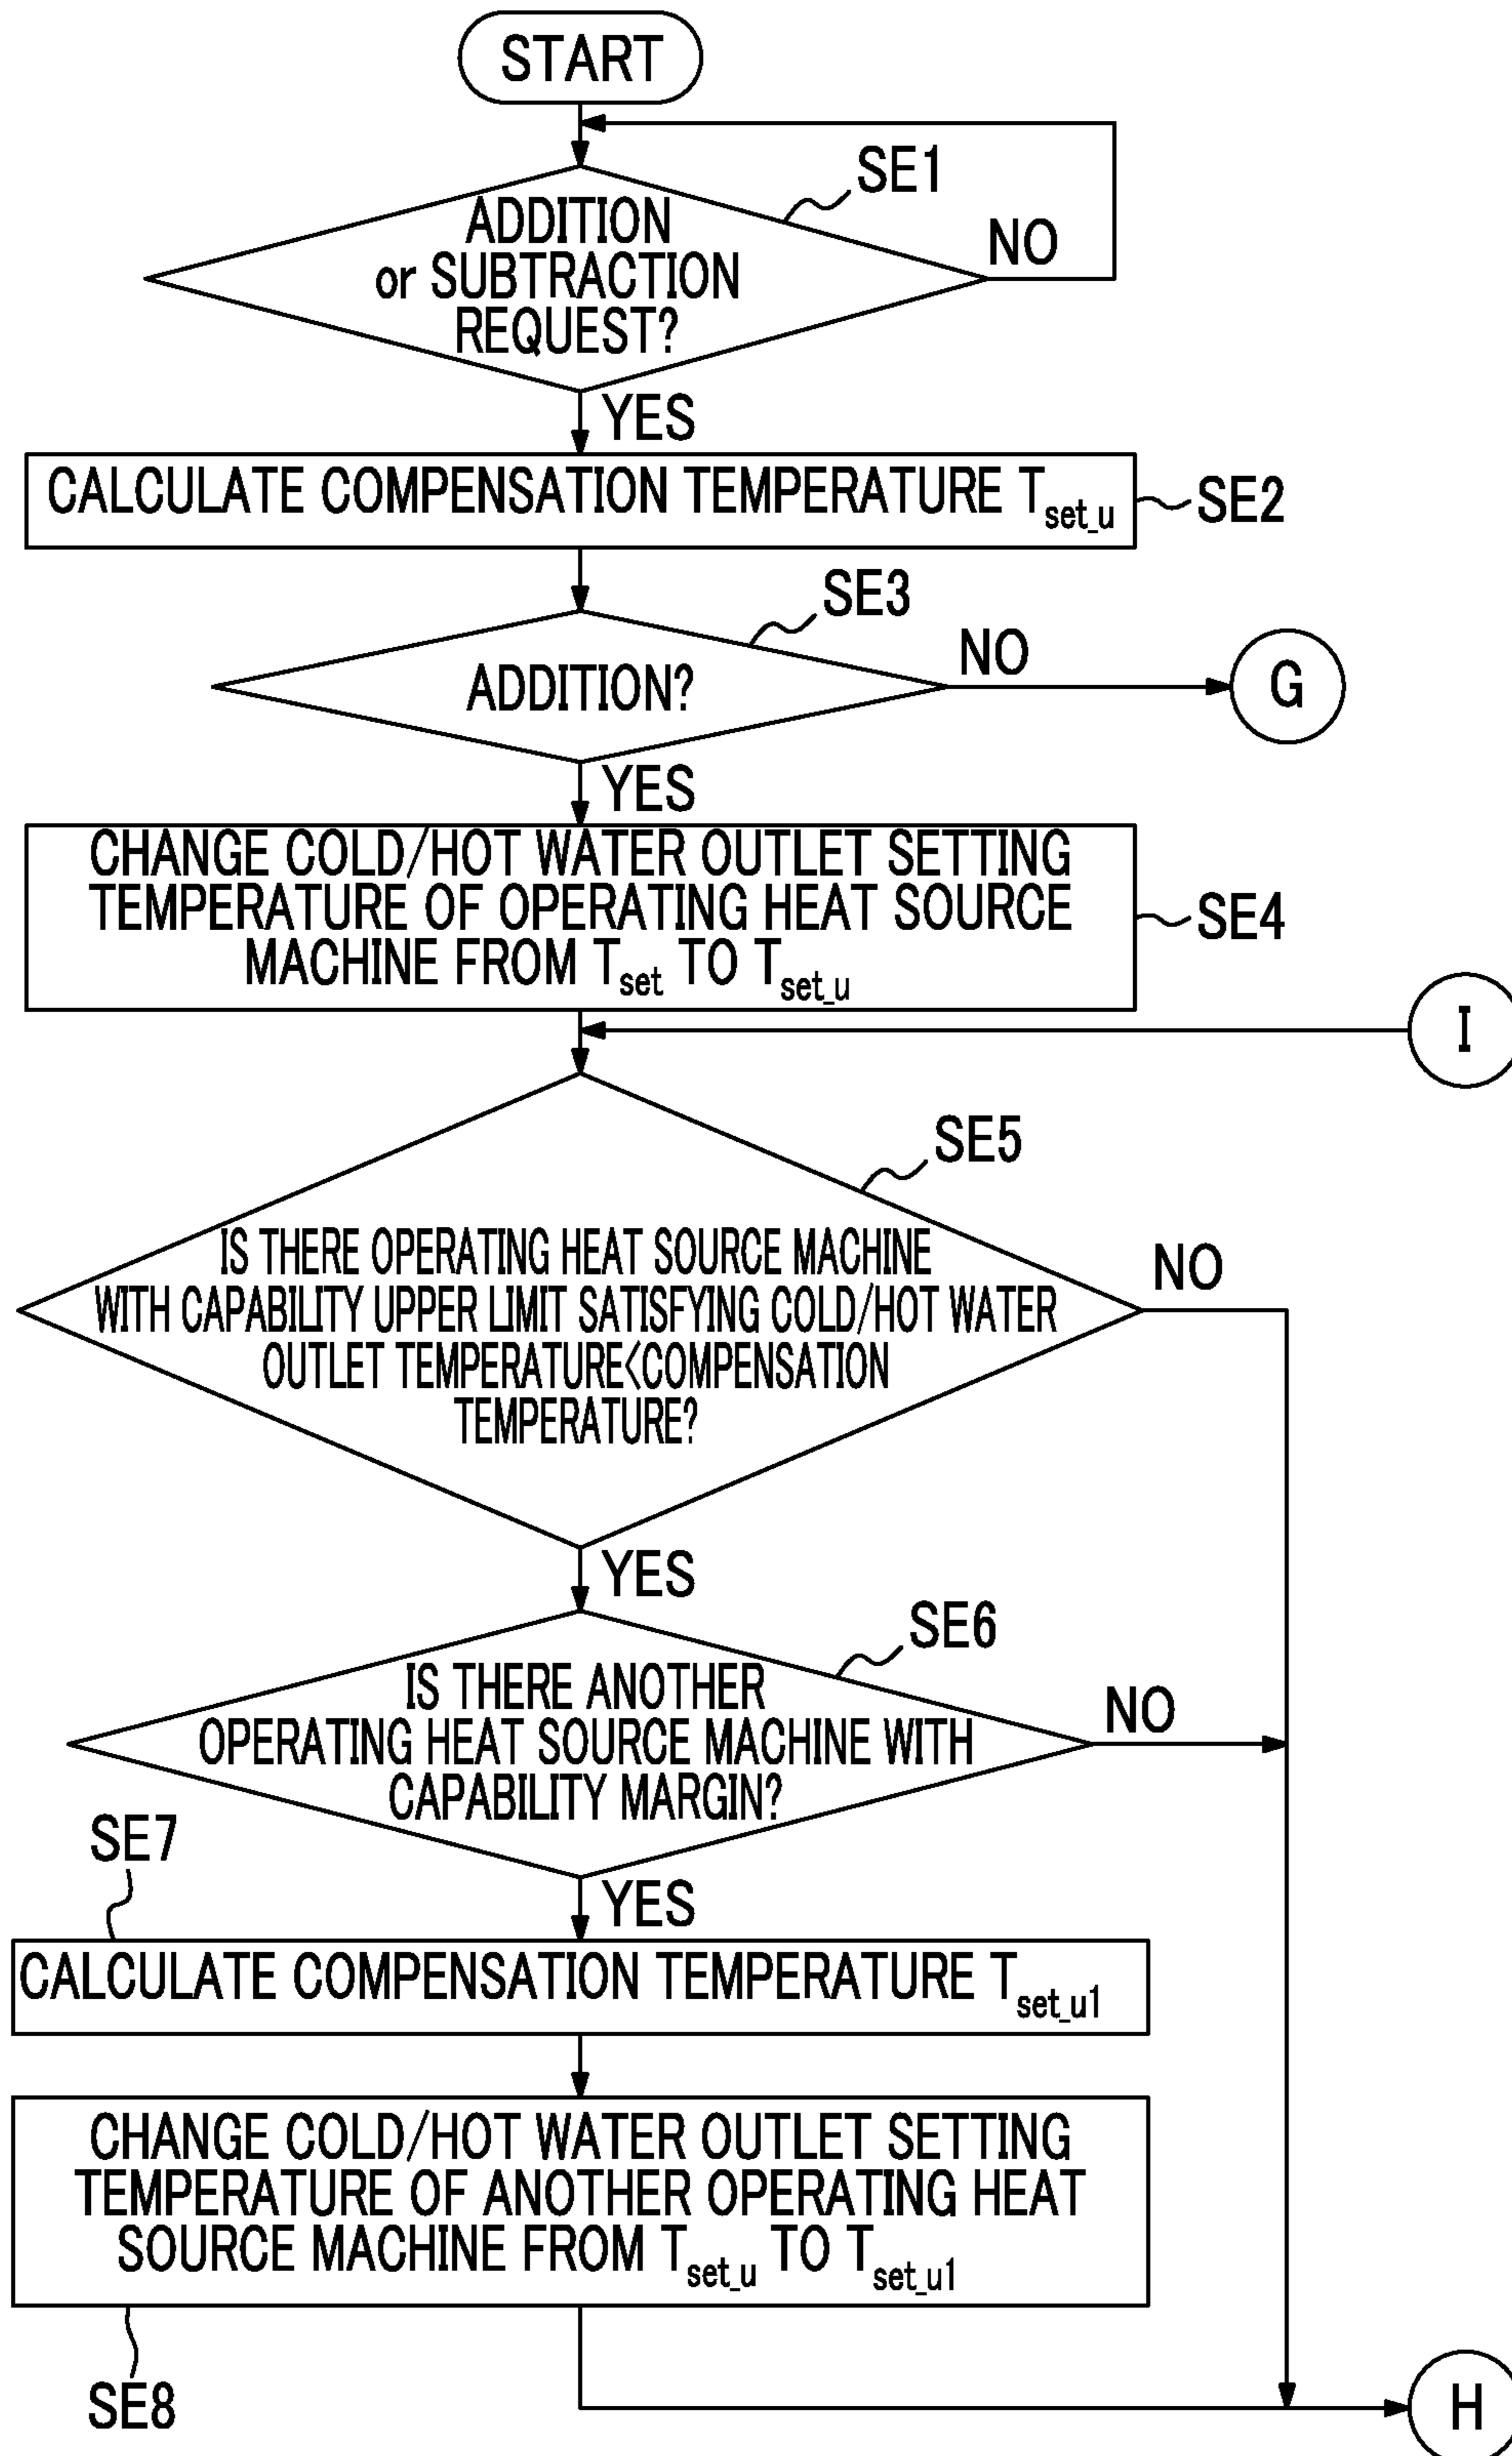 START
SE1
ADDITION
or SUBTRACTION
REQUEST?
NO
YES
CALCULATE COMPENSATION TEMPERATURE Tset_u
SE2
SE3
ADDITION?
NO
G
YES
CHANGE COLD/HOT WATER OUTLET SETTING
TEMPERATURE OF OPERATING HEAT SOURCE
MACHINE FROM Tset TO Tset_u
SE4
I
SE5
IS THERE OPERATING HEAT SOURCE MACHINE
WITH CAPABILITY UPPER LIMIT SATISFYING COLD/HOT WATER
OUTLET TEMPERATURE<COMPENSATION
TEMPERATURE?
NO
YES
SE6
IS THERE ANOTHER
OPERATING HEAT SOURCE MACHINE WITH
CAPABILITY MARGIN?
NO
SE7
YES
CALCULATE COMPENSATION TEMPERATURE Tset_u1
CHANGE COLD/HOT WATER OUTLET SETTING
TEMPERATURE OF ANOTHER OPERATING HEAT
SOURCE MACHINE FROM Tset_u TO Tset_u1
SE8
H